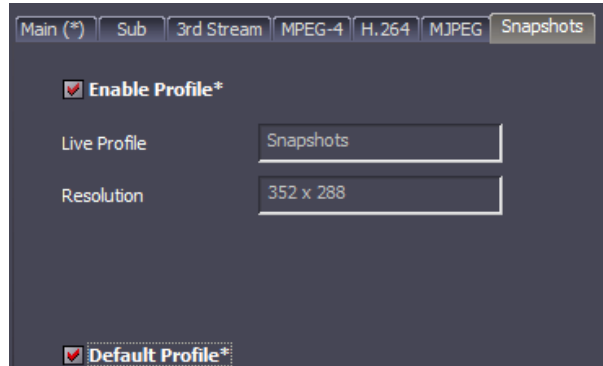 Main (*) Sub 3rd Stream MPEG-4 H.264 MJPEG Snapshots
Enable Profile*
Live Profile Snapshots
Resolution 352 x 288
Default Profile*